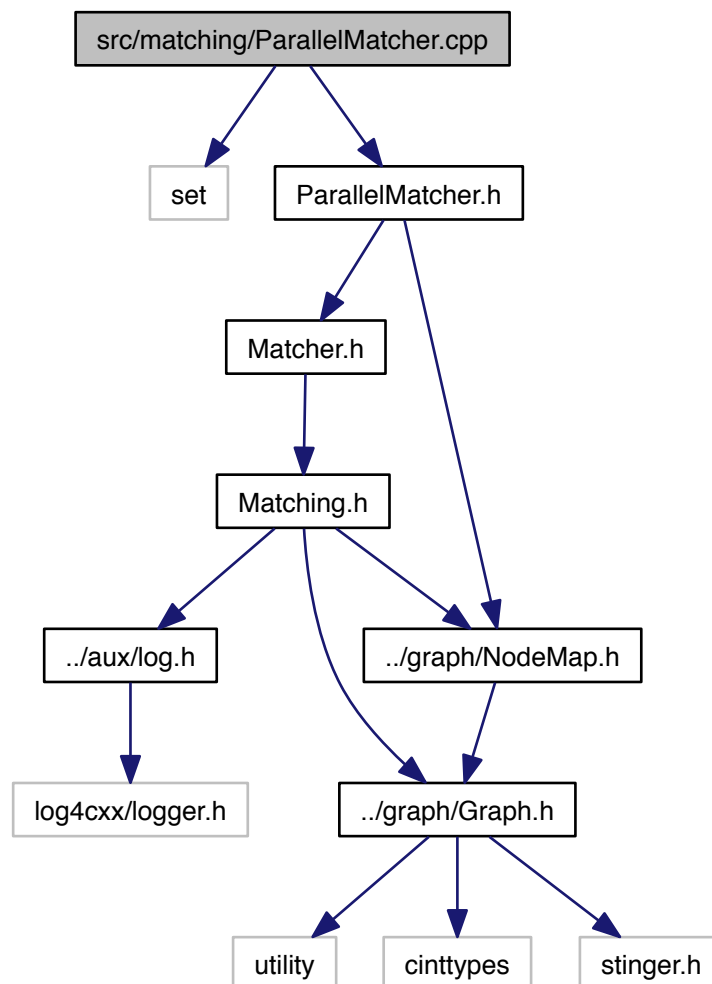 src/matching/ParallelMatcher.cpp
set
ParallelMatcher.h
Matcher.h
Matching.h
../aux/log.h
../graph/NodeMap.h
log4cxx/logger.h
../graph/Graph.h
utility
cinttypes
stinger.h